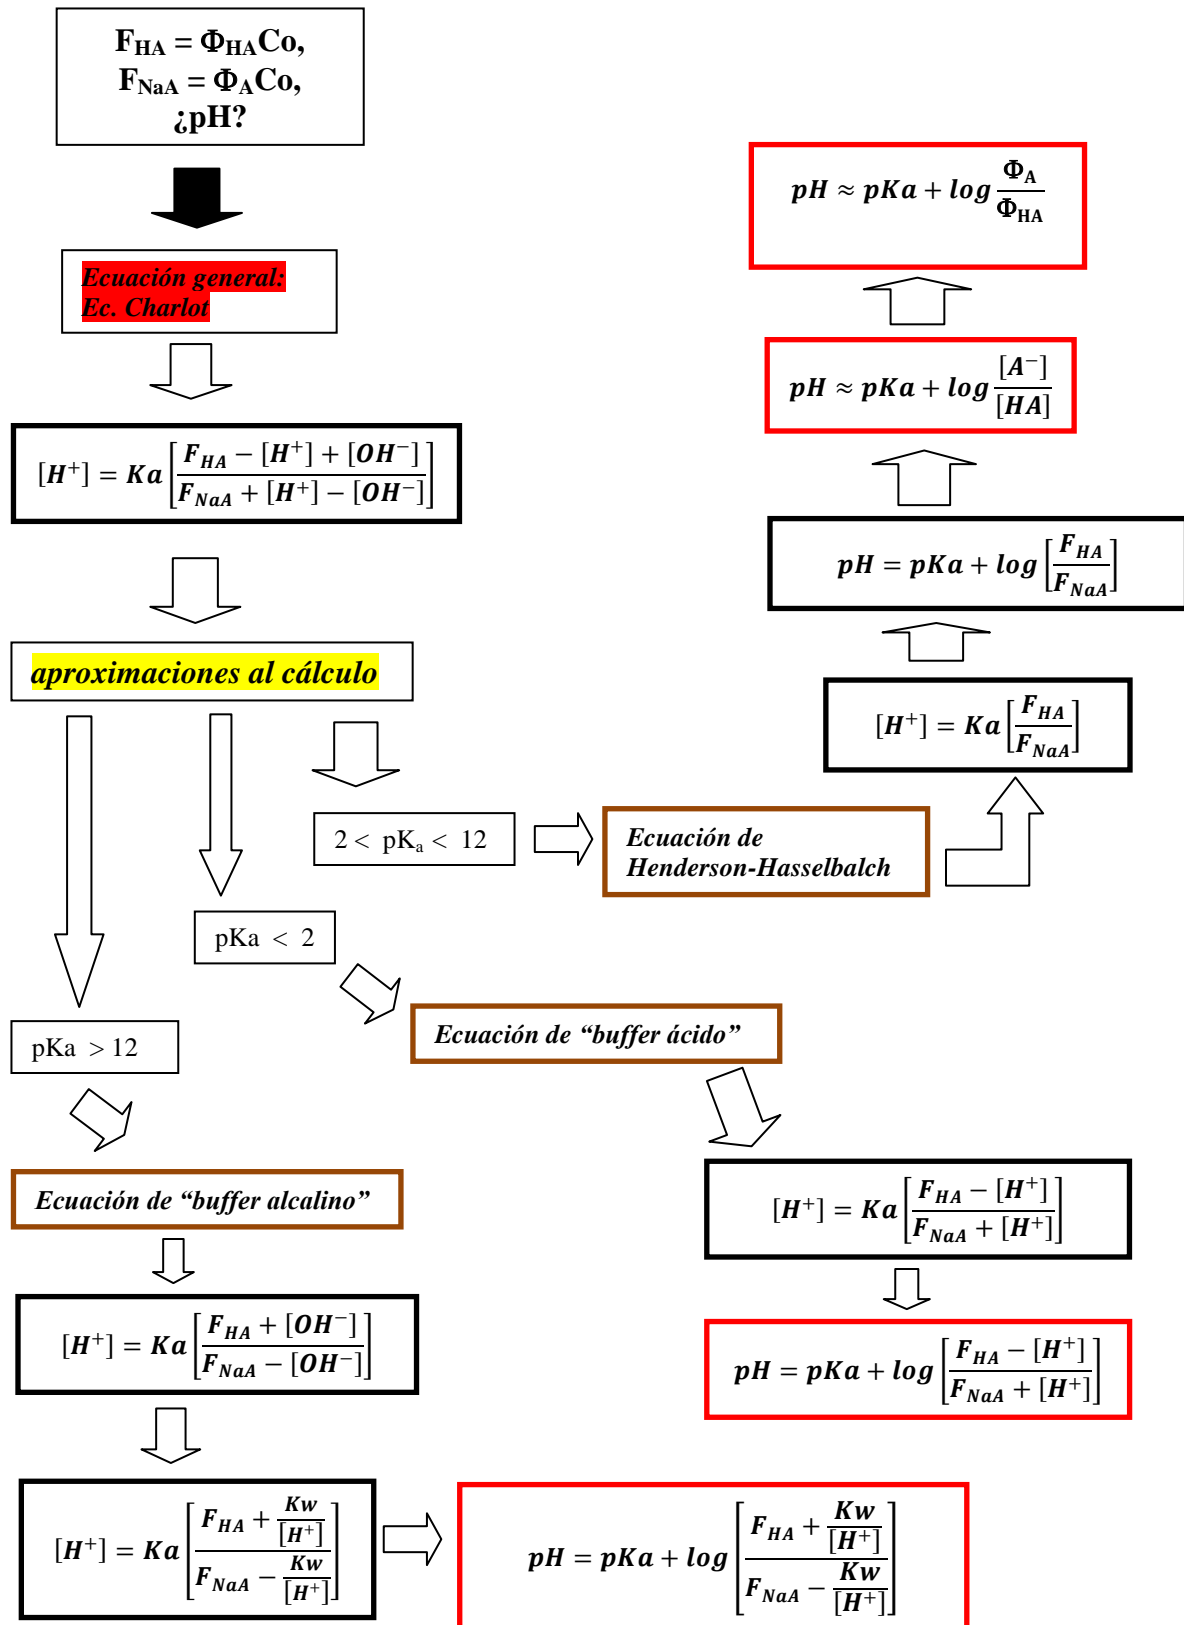 F_HA = Φ_HACo,
F_NaA = Φ_ACo,
¿pH?
Ecuación general:
Ec. Charlot
[H⁺] = Ka [(F_HA − [H⁺] + [OH⁻]) / (F_NaA + [H⁺] − [OH⁻])]
aproximaciones al cálculo
2 < pKₐ < 12
Ecuación de
Henderson-Hasselbalch
[H⁺] = Ka [F_HA / F_NaA]
pH = pKa + log [F_HA / F_NaA]
pH ≈ pKa + log [A⁻] / [HA]
pH ≈ pKa + log Φ_A / Φ_HA
pKa < 2
Ecuación de “buffer ácido”
[H⁺] = Ka [(F_HA − [H⁺]) / (F_NaA + [H⁺])]
pH = pKa + log [(F_HA − [H⁺]) / (F_NaA + [H⁺])]
pKa > 12
Ecuación de “buffer alcalino”
[H⁺] = Ka [(F_HA + [OH⁻]) / (F_NaA − [OH⁻])]
[H⁺] = Ka [(F_HA + Kw / [H⁺]) / (F_NaA − Kw / [H⁺])]
pH = pKa + log [(F_HA + Kw / [H⁺]) / (F_NaA − Kw / [H⁺])]